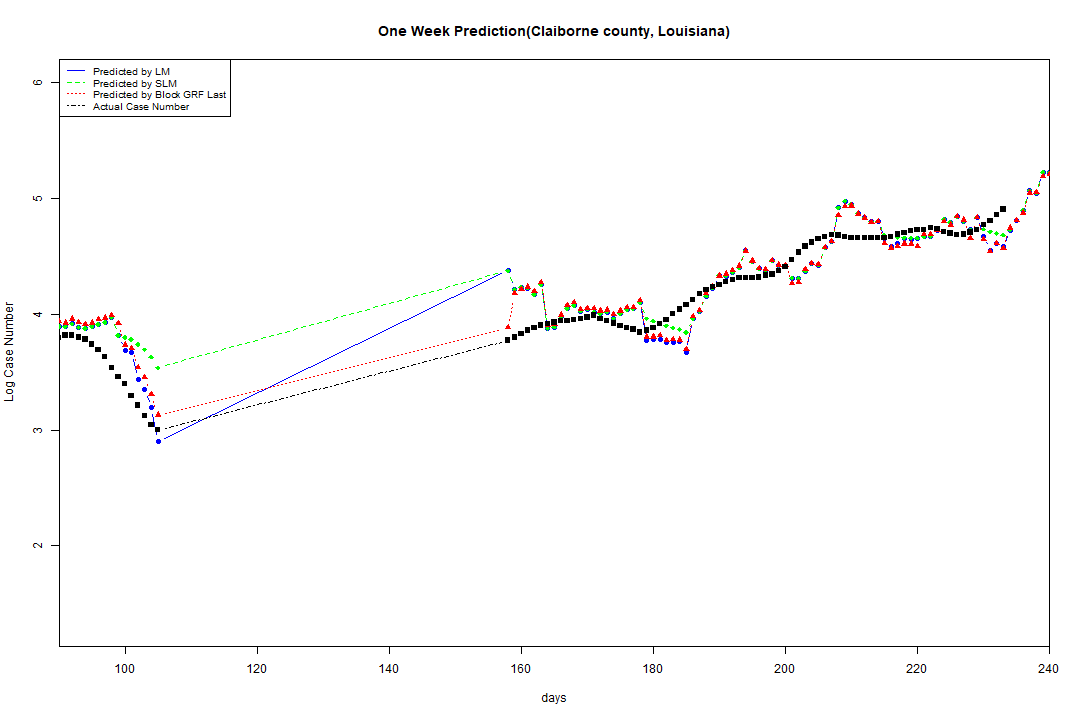 One Week Prediction(Claiborne county, Louisiana)
Predicted by LM
Predicted by SLM
Predicted by Block GRF Last
Actual Case Number
6
5
4
3
2
Log Case Number
100 120 140 160 180 200 220 240
days